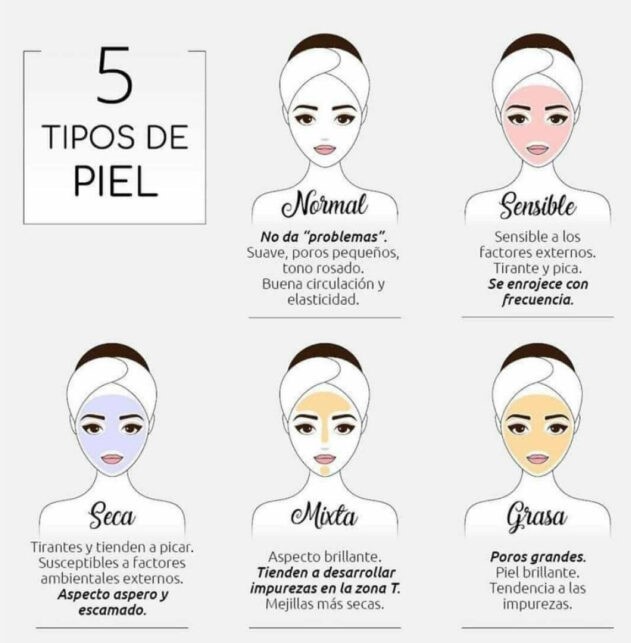 5
TIPOS DE
PIEL
Normal
No da "problemas".
Suave, poros pequeños,
tono rosado.
Buena circulación y
elasticidad.
Sensible
Sensible a los
factores externos.
Tirante y pica.
Se enrojece con
frecuencia.
Seca
Tirantes y tienden a picar.
Susceptibles a factores
ambientales externos.
Aspecto aspero y
escamado.
Mixta
Aspecto brillante.
Tienden a desarrollar
impurezas en la zona T.
Mejillas más secas.
Grasa
Poros grandes.
Piel brillante.
Tendencia a las
impurezas.